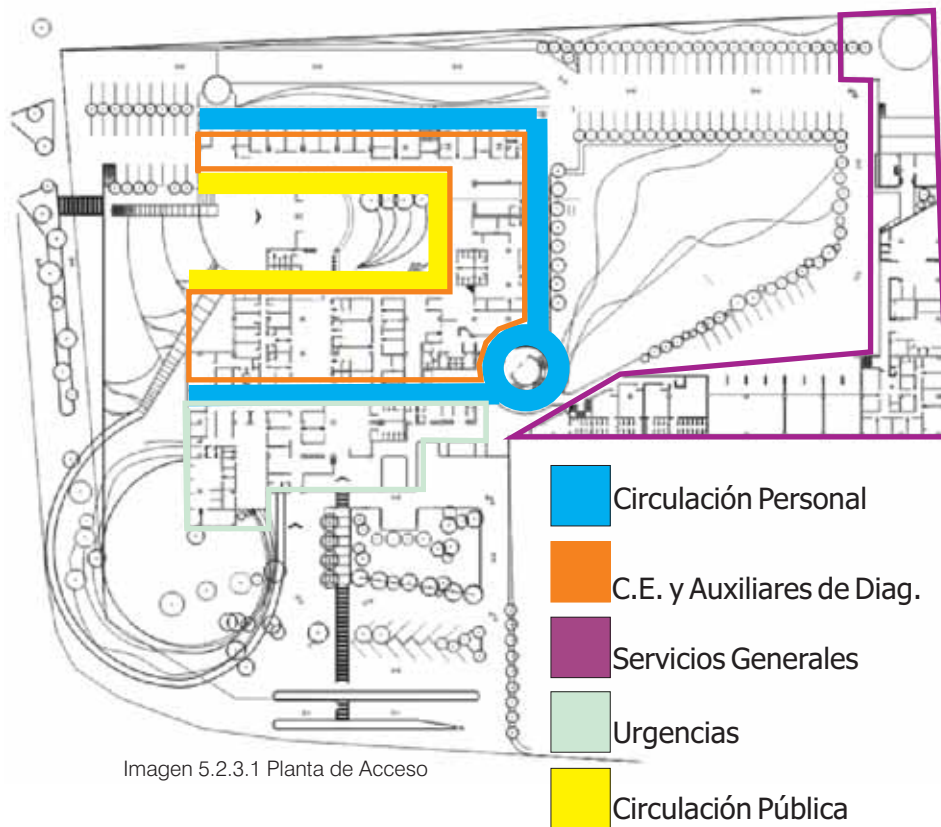 Circulación Personal
C.E. y Auxiliares de Diag.
Servicios Generales
Urgencias
Imagen 5.2.3.1 Planta de Acceso
Circulación Pública